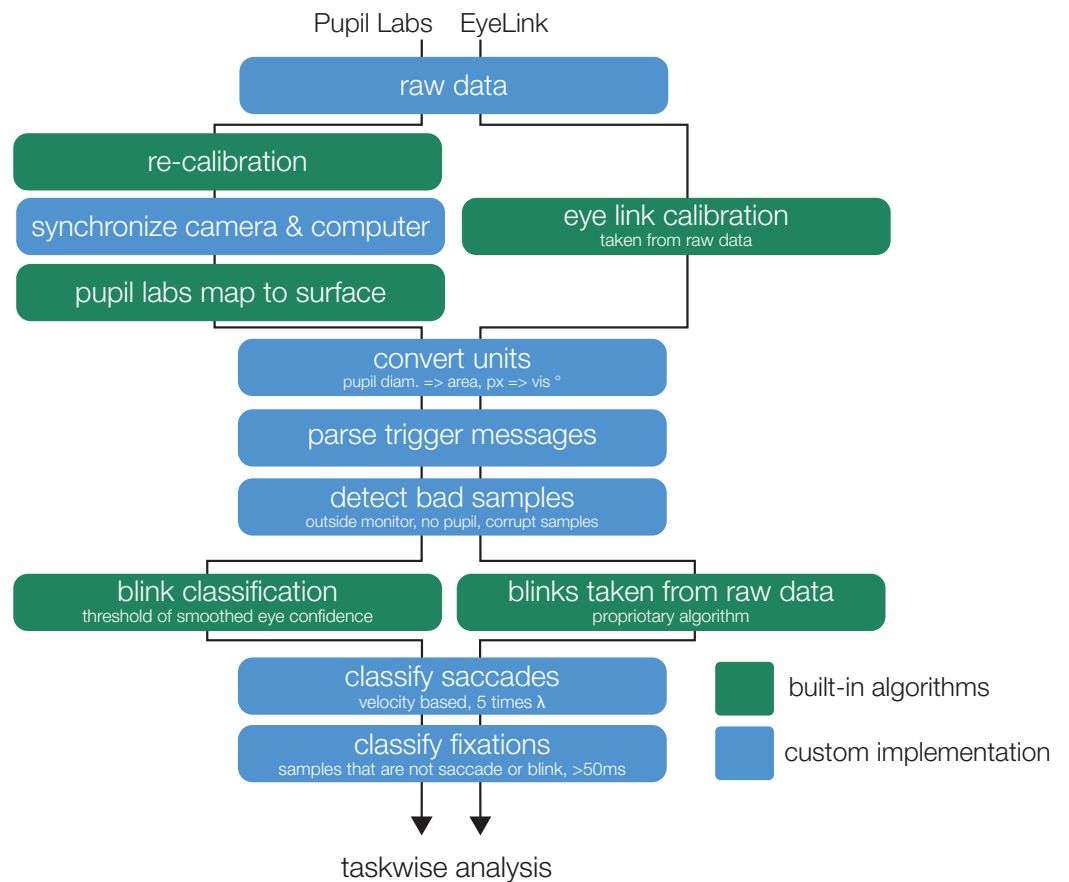 Pupil Labs EyeLink
raw data
re-calibration
synchronize camera & computer
eye link calibration
taken from raw data
pupil labs map to surface
convert units
pupil diam. => area, px => vis °
parse trigger messages
detect bad samples
outside monitor, no pupil, corrupt samples
blink classification
threshold of smoothed eye confidence
blinks taken from raw data
propriotary algorithm
classify saccades
velocity based, 5 times λ
classify fixations
samples that are not saccade or blink, >50ms
built-in algorithms
custom implementation
taskwise analysis